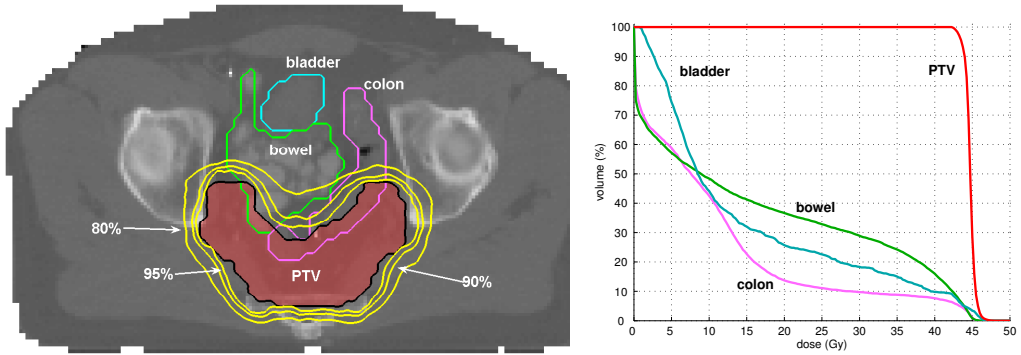 bladder
colon
bowel
80%
95%
PTV
90%
100
90
80
70
60
50
40
30
20
10
0
volume (%)
bladder
PTV
bowel
colon
0 5 10 15 20 25 30 35 40 45 50
dose (Gy)